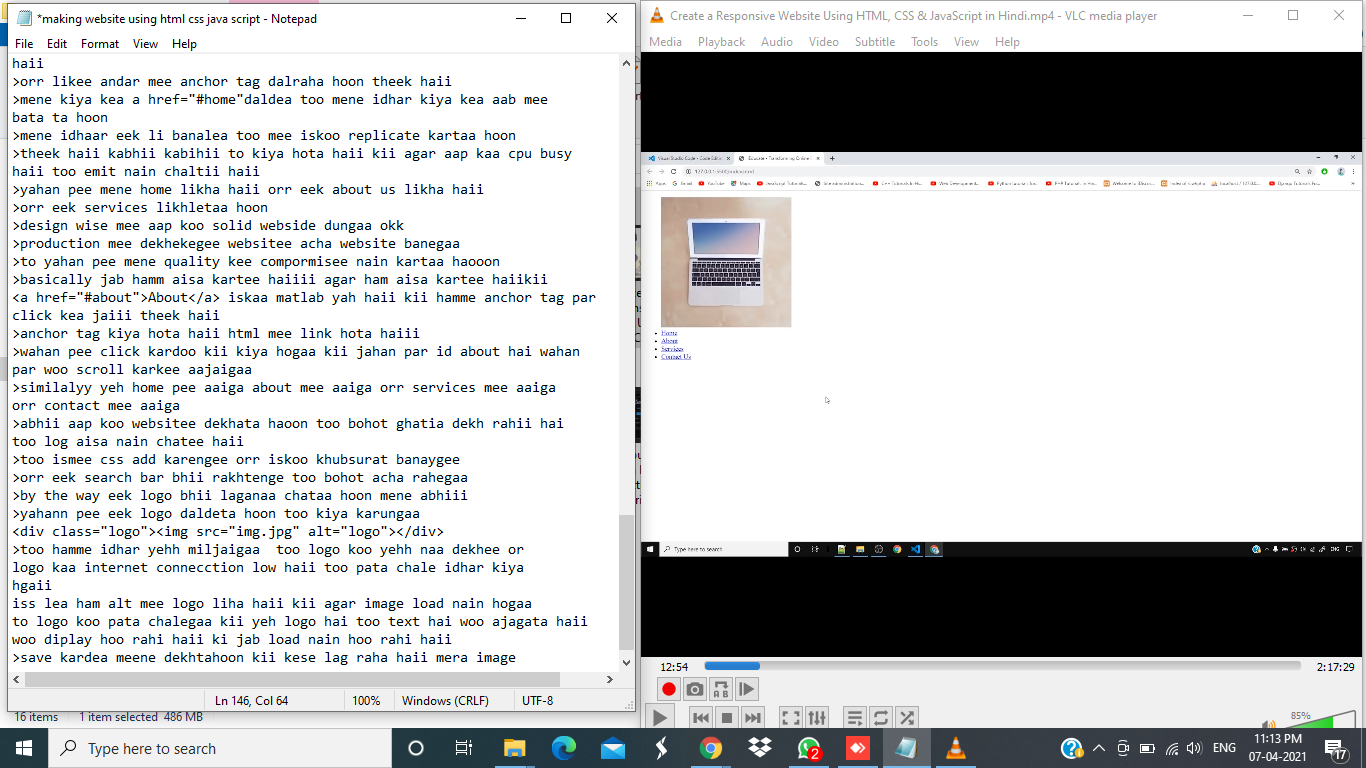 *making website using html css java script - Notepad
File Edit Format View Help
haii
>orr likee andar mee anchor tag dalraha hoon theek haii
>mene kiya kea a href="#home"daldea too mene idhar kiya kea aab mee
bata ta hoon
>mene idhaar eek li banalea too mee iskoo replicate kartaa hoon
>theek haii kabhii kabihii to kiya hota haii kii agar aap kaa cpu busy
haii too emit nain chaltii haii
>yahan pee mene home likha haii orr eek about us likha haii
>orr eek services likhletaa hoon
>design wise mee aap koo solid webside dungaa okk
>production mee dekhekegee websitee acha website banegaa
>to yahan pee mene quality kee compormisee nain kartaa haooon
>basically jab hamm aisa kartee haiiii agar ham aisa kartee haiikii
<a href="#about">About</a> iskaa matlab yah haii kii hamme anchor tag par
click kea jaiii theek haii
>anchor tag kiya hota haii html mee link hota haiii
>wahan pee click kardoo kii kiya hogaa kii jahan par id about hai wahan
par woo scroll karkee aajaigaa
>similalyy yeh home pee aaiga about mee aaiga orr services mee aaiga
orr contact mee aaiga
>abhii aap koo websitee dekhata haoon too bohot ghatia dekh rahii hai
too log aisa nain chatee haii
>too ismee css add karengee orr iskoo khubsurat banaygee
>orr eek search bar bhii rakhtenge too bohot acha rahegaa
>by the way eek logo bhii laganaa chataa hoon mene abhiii
>yahann pee eek logo daldeta hoon too kiya karungaa
<div class="logo"><img src="img.jpg" alt="logo"></div>
>too hamme idhar yehh miljaigaa  too logo koo yehh naa dekhee or
logo kaa internet connecction low haii too pata chale idhar kiya
hgaii
iss lea ham alt mee logo liha haii kii agar image load nain hogaa
to logo koo pata chalegaa kii yeh logo hai too text hai woo ajagata haii
woo diplay hoo rahi haii ki jab load nain hoo rahi haii
>save kardea meene dekhtahoon kii kese lag raha haii mera image
Ln 146, Col 64 100% Windows (CRLF) UTF-8
16 items 1 item selected 486 MB
Create a Responsive Website Using HTML, CSS & JavaScript in Hindi.mp4 - VLC media player
Media Playback Audio Video Subtitle Tools View Help
Home
About
Services
Contact Us
Type here to search
12:54 2:17:29
85%
Type here to search
2
ENG
11:13 PM
07-04-2021
17